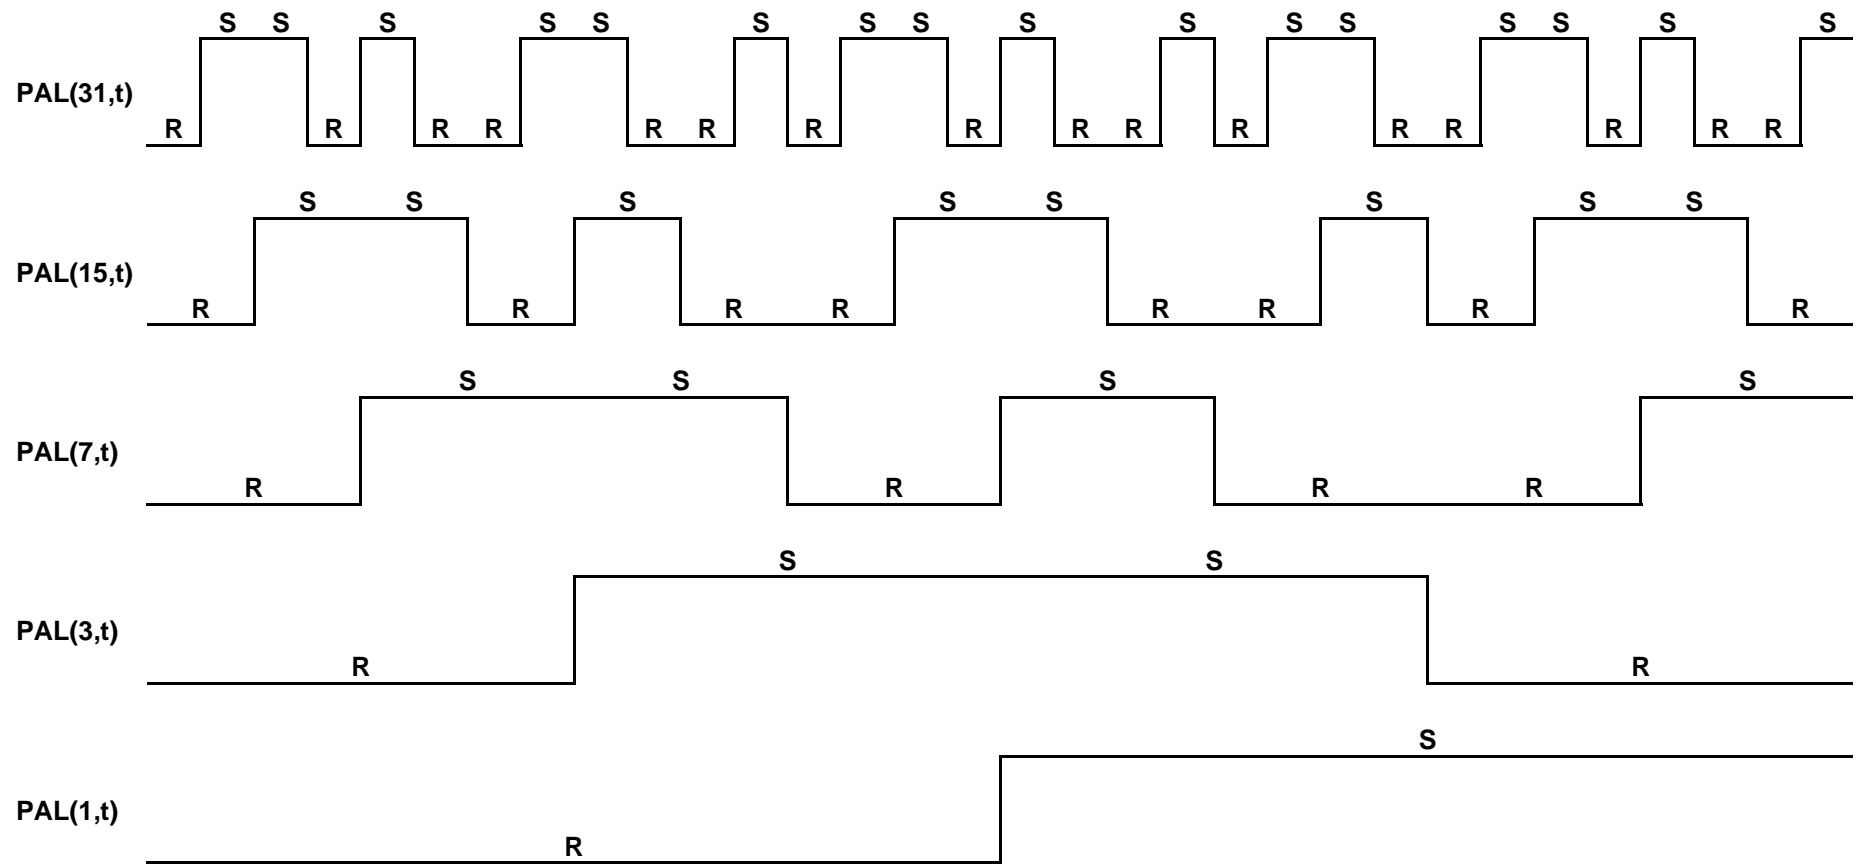 S S S S S S S S S S S S S S S S
PAL(31,t)
R R R R R R R R R R R R R R R R
S S S S S S S S
PAL(15,t)
R R R R R R R R
S S S S
PAL(7,t)
R R R R
S S
PAL(3,t)
R R
S
PAL(1,t)
R